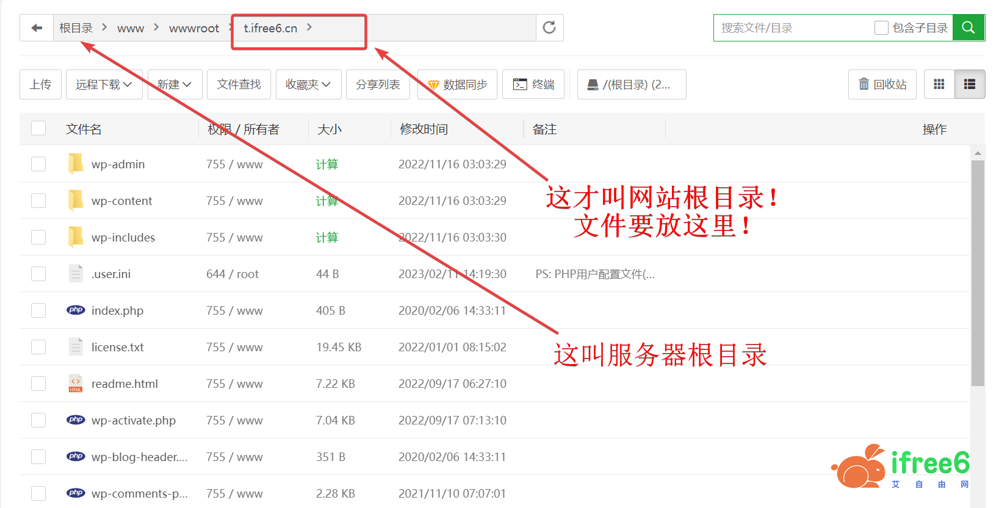 根目录 > www > wwwroot > t.ifree6.cn >
搜索文件/目录 包含子目录
上传 远程下载 新建 文件查找 收藏夹 分享列表 数据同步 终端 /(根目录) (2... 回收站
文件名 权限 / 所有者 大小 修改时间 备注 操作
wp-admin 755 / www 计算 2022/11/16 03:03:29
wp-content 755 / www 计算 2022/11/16 03:03:29
这才叫网站根目录！
文件要放这里！
wp-includes 755 / www 计算 2022/11/16 03:03:30
.user.ini 644 / root 44 B 2023/02/11 14:19:30 PS: PHP用户配置文件(...
php index.php 755 / www 405 B 2020/02/06 14:33:11
license.txt 755 / www 19.45 KB 2022/01/01 08:15:02
这叫服务器根目录
HTML readme.html 755 / www 7.22 KB 2022/09/17 06:27:10
php wp-activate.php 755 / www 7.04 KB 2022/09/17 07:13:10
php wp-blog-header.... 755 / www 351 B 2020/02/06 14:33:11
php wp-comments-p... 755 / www 2.28 KB 2021/11/10 07:07:01
ifree6
艾自由网